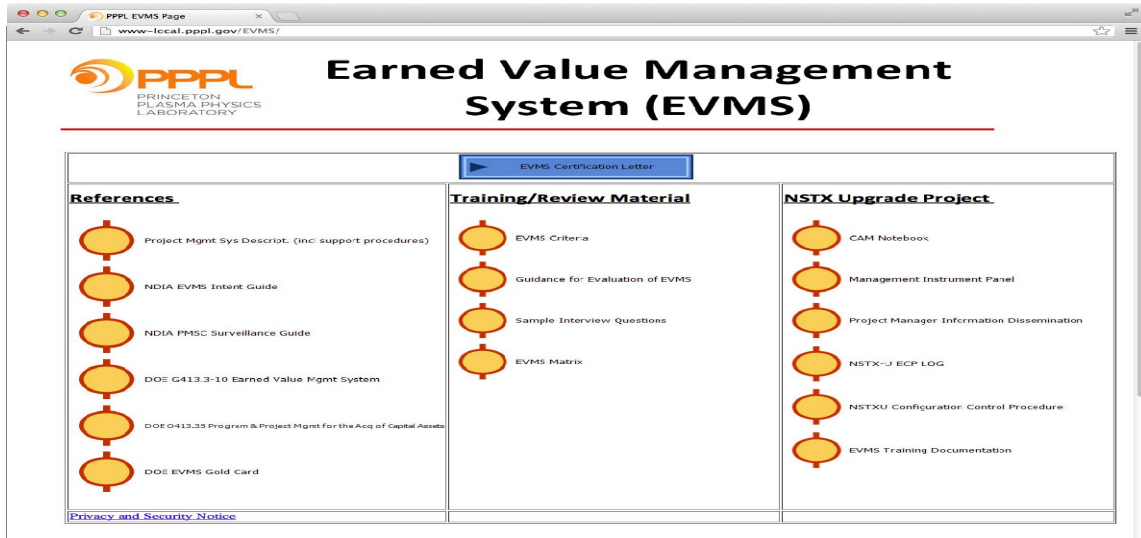 PPPL EVMS Page
www-local.pppl.gov/EVMS/
PPPL
PRINCETON
PLASMA PHYSICS
LABORATORY
Earned Value Management
System (EVMS)
EVMS Certification Letter
References
Project Mgmt Sys Descript. (incl support procedures)
NDIA EVMS Intent Guide
NDIA PMSC Surveillance Guide
DOE G413.3-10 Earned Value Mgmt System
DOE O413.3B Program & Project Mgmt for the Acq of Capital Assets
DOE EVMS Gold Card
Privacy and Security Notice
Training/Review Material
EVMS Criteria
Guidance for Evaluation of EVMS
Sample Interview Questions
EVMS Matrix
NSTX Upgrade Project
CAM Notebook
Management Instrument Panel
Project Manager Information Dissemination
NSTX-U ECP LOG
NSTXU Configuration Control Procedure
EVMS Training Documentation